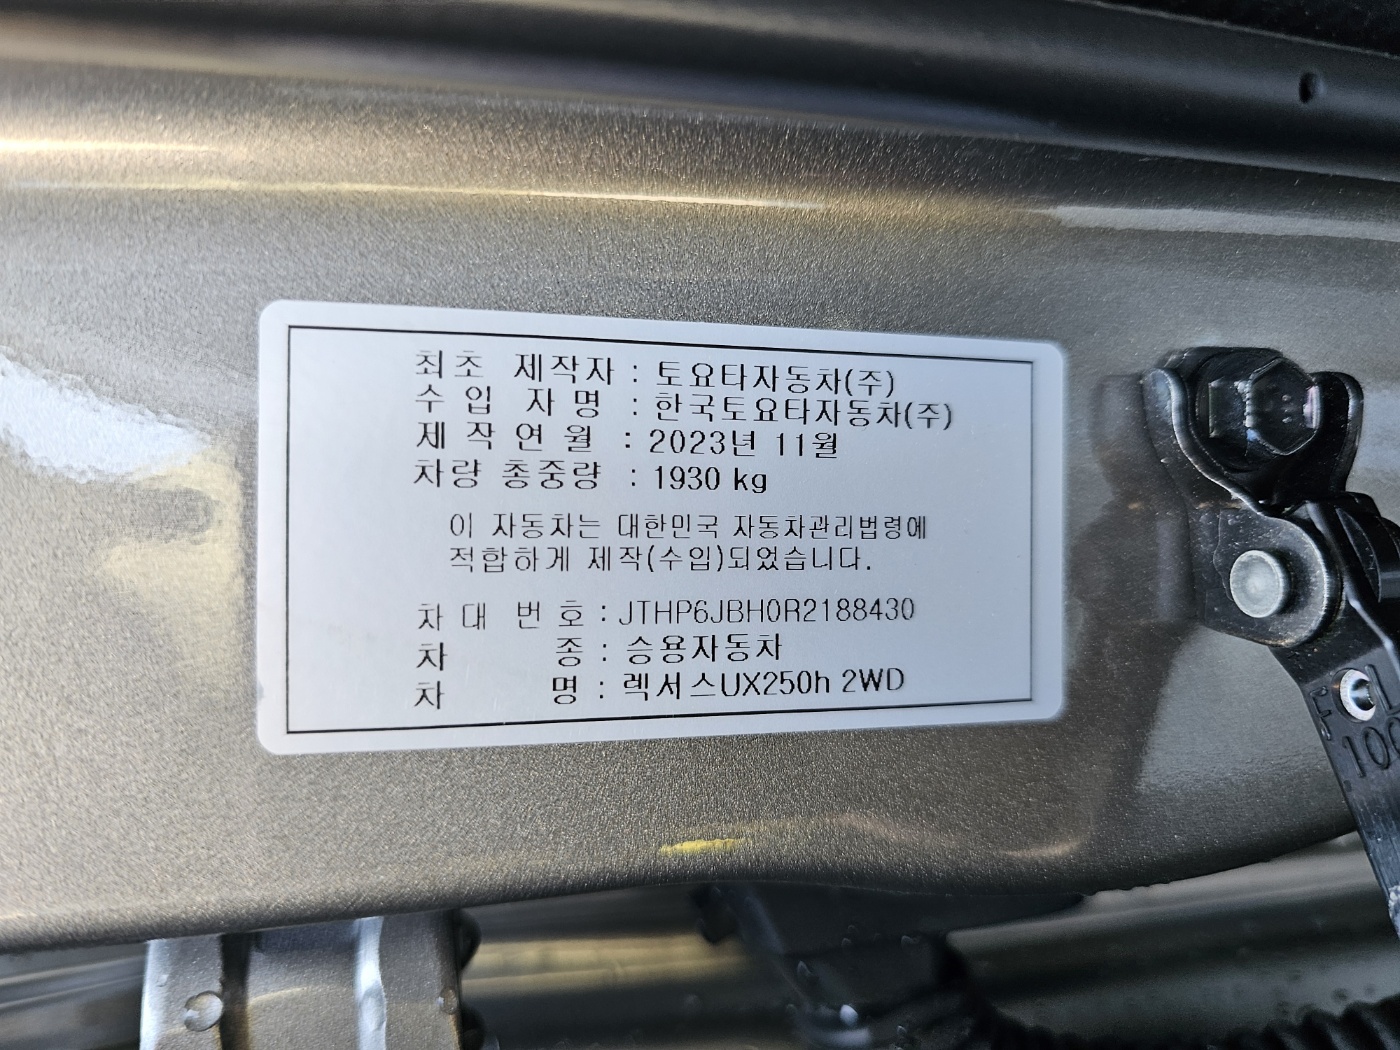 최초 제작자 : 토요타자동차(주)
수입자명 : 한국토요타자동차(주)
제작연월 : 2023년 11월
차량 총중량 : 1930 kg
이 자동차는 대한민국 자동차관리법령에
적합하게 제작(수입)되었습니다.
차대 번호 : JTHP6JBH0R2188430
차 종 : 승용자동차
차 명 : 렉서스UX250h 2WD